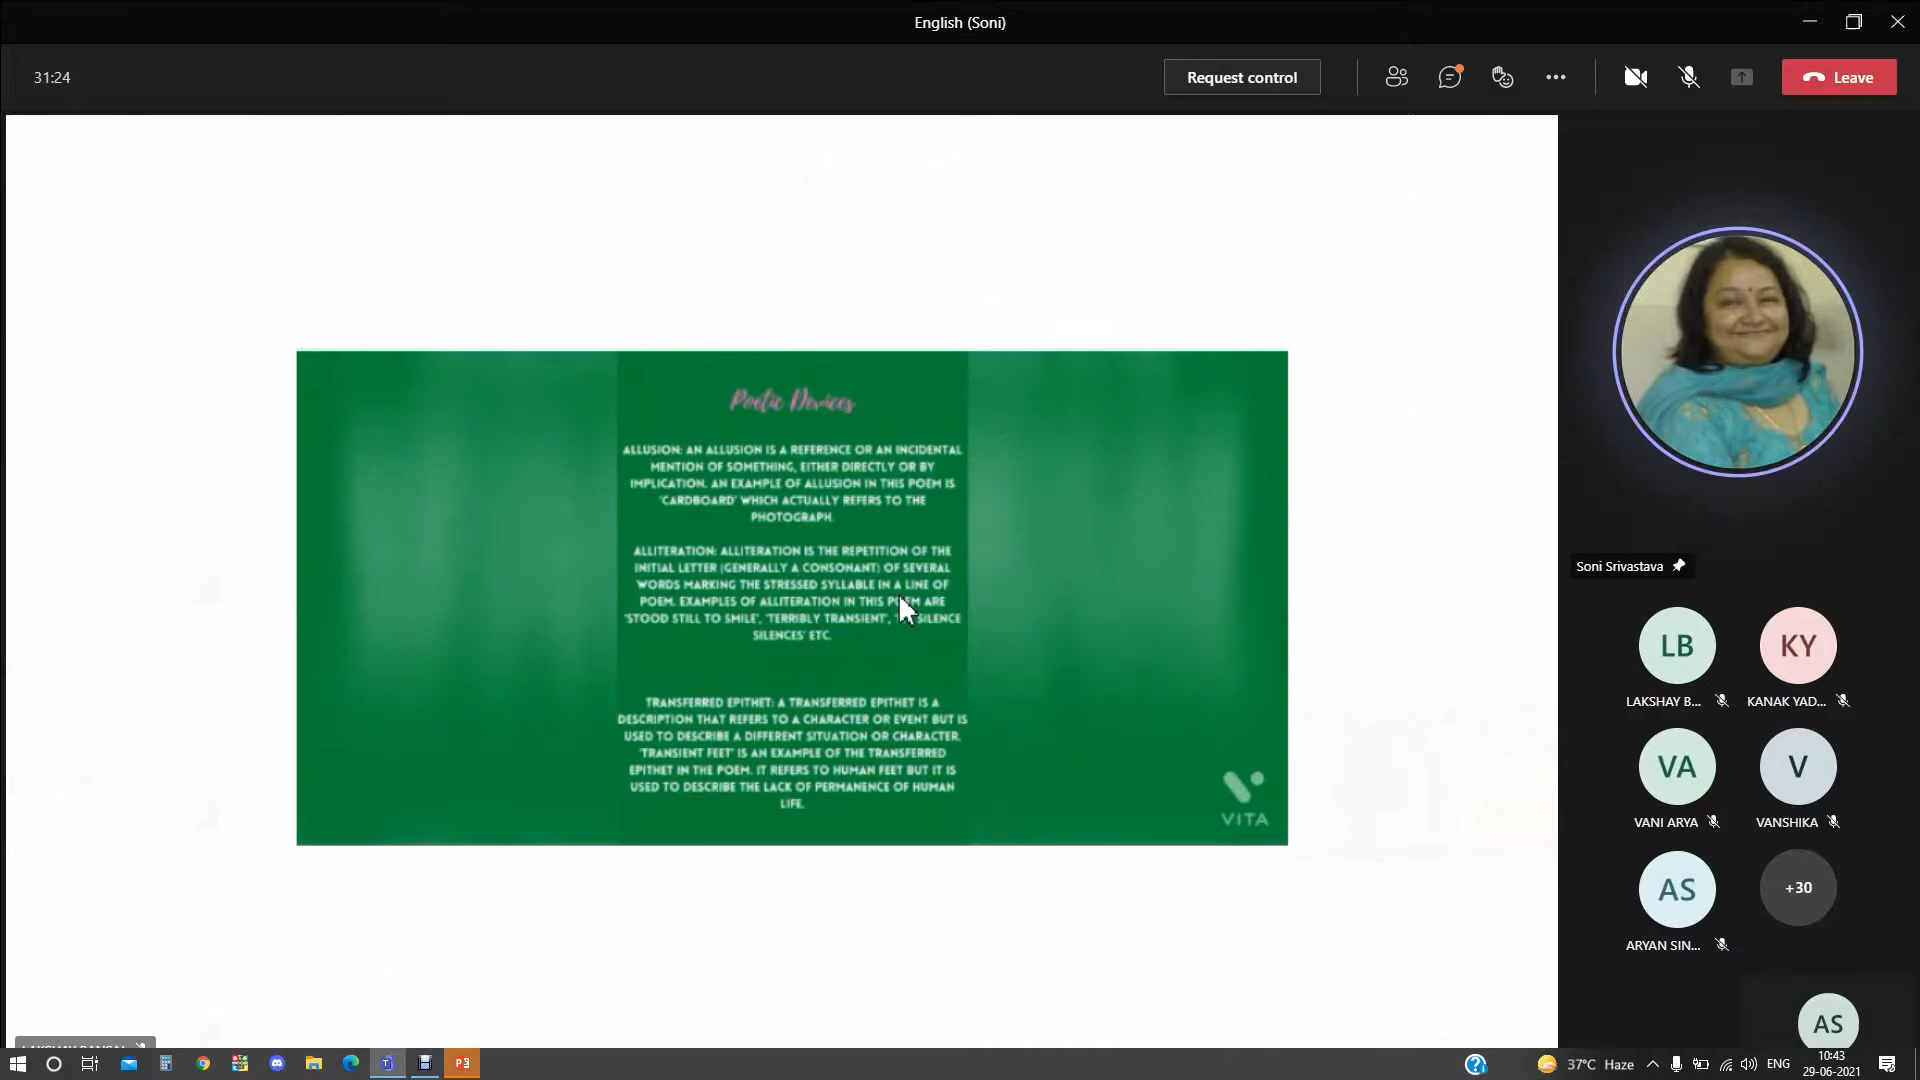 English (Soni)
31:24
Request control
Leave
Poetic Devices
ALLUSION: AN ALLUSION IS A REFERENCE OR AN INCIDENTAL
MENTION OF SOMETHING, EITHER DIRECTLY OR BY
IMPLICATION. AN EXAMPLE OF ALLUSION IN THIS POEM IS
'CARDBOARD' WHICH ACTUALLY REFERS TO THE
PHOTOGRAPH.
ALLITERATION: ALLITERATION IS THE REPETITION OF THE
INITIAL LETTER (GENERALLY A CONSONANT) OF SEVERAL
WORDS MARKING THE STRESSED SYLLABLE IN A LINE OF
POEM. EXAMPLES OF ALLITERATION IN THIS POEM ARE
'STOOD STILL TO SMILE', 'TERRIBLY TRANSIENT', SILENCE
SILENCES' ETC.
TRANSFERRED EPITHET: A TRANSFERRED EPITHET IS A
DESCRIPTION THAT REFERS TO A CHARACTER OR EVENT BUT IS
USED TO DESCRIBE A DIFFERENT SITUATION OR CHARACTER.
'TRANSIENT FEET' IS AN EXAMPLE OF THE TRANSFERRED
EPITHET IN THE POEM. IT REFERS TO HUMAN FEET BUT IT IS
USED TO DESCRIBE THE LACK OF PERMANENCE OF HUMAN
LIFE.
VITA
Soni Srivastava
LB KY
LAKSHAY B... KANAK YAD...
VA V
VANI ARYA VANSHIKA
AS +30
ARYAN SIN...
AS
37°C Haze ENG 10:43
29-06-2021